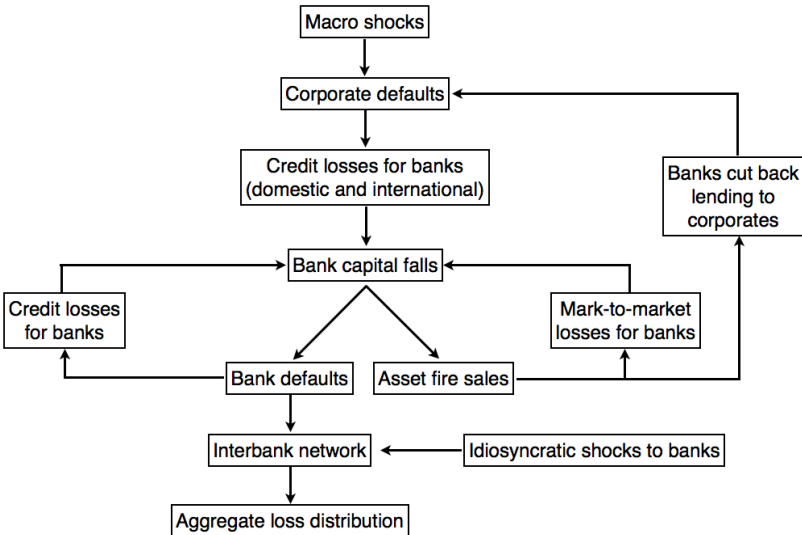 Macro shocks
Corporate defaults
Credit losses for banks
(domestic and international)
Banks cut back
lending to
corporates
Bank capital falls
Credit losses
for banks
Mark-to-market
losses for banks
Bank defaults
Asset fire sales
Interbank network
Idiosyncratic shocks to banks
Aggregate loss distribution